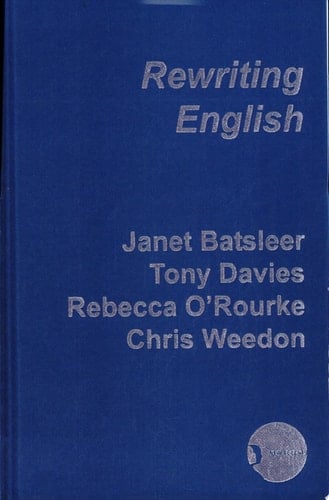 Rewriting
English
Janet Batsleer
Tony Davies
Rebecca O'Rourke
Chris Weedon